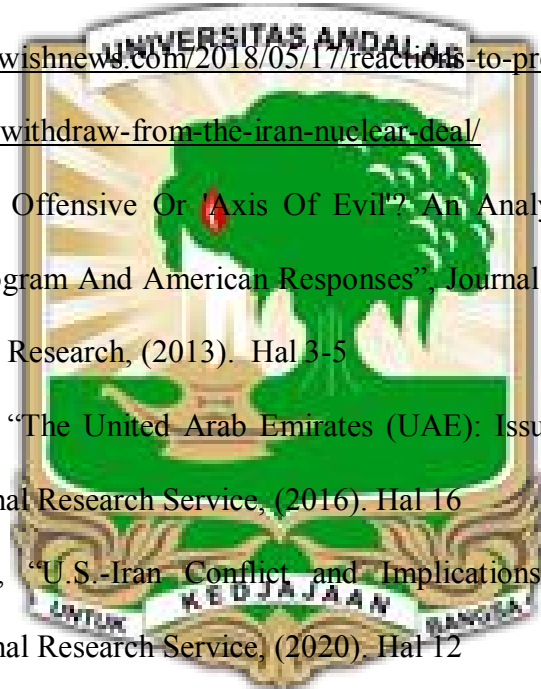 UNIVERSITAS ANDALAS
wishnews.com/2018/05/17/reactions-to-pr
withdraw-from-the-iran-nuclear-deal/
Offensive Or 'Axis Of Evil'? An Analy
ogram And American Responses”, Journal
Research, (2013). Hal 3-5
“The United Arab Emirates (UAE): Issu
nal Research Service, (2016). Hal 16
“U.S.-Iran Conflict and Implications
UNTUK KEDJAJAAN BANGSA
nal Research Service, (2020). Hal 12